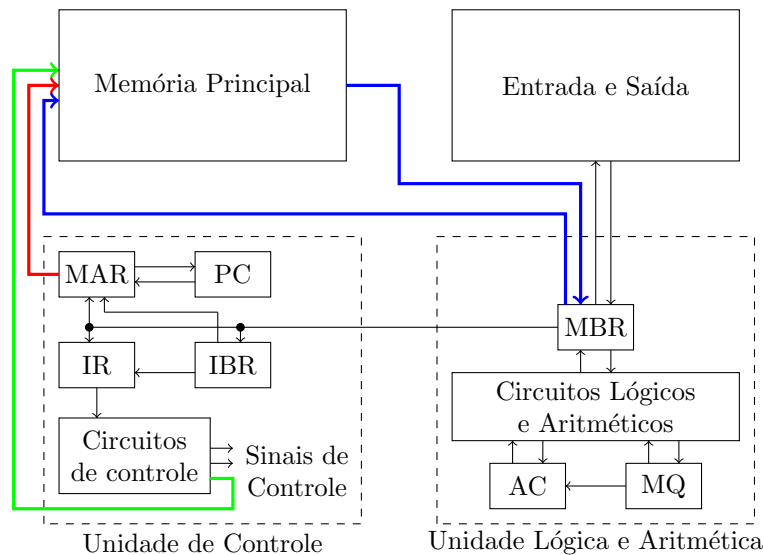 Memória Principal
Entrada e Saída
MAR
PC
MBR
IR
IBR
Circuitos
de controle
Sinais de
Controle
Circuitos Lógicos
e Aritméticos
AC
MQ
Unidade de Controle
Unidade Lógica e Aritmética